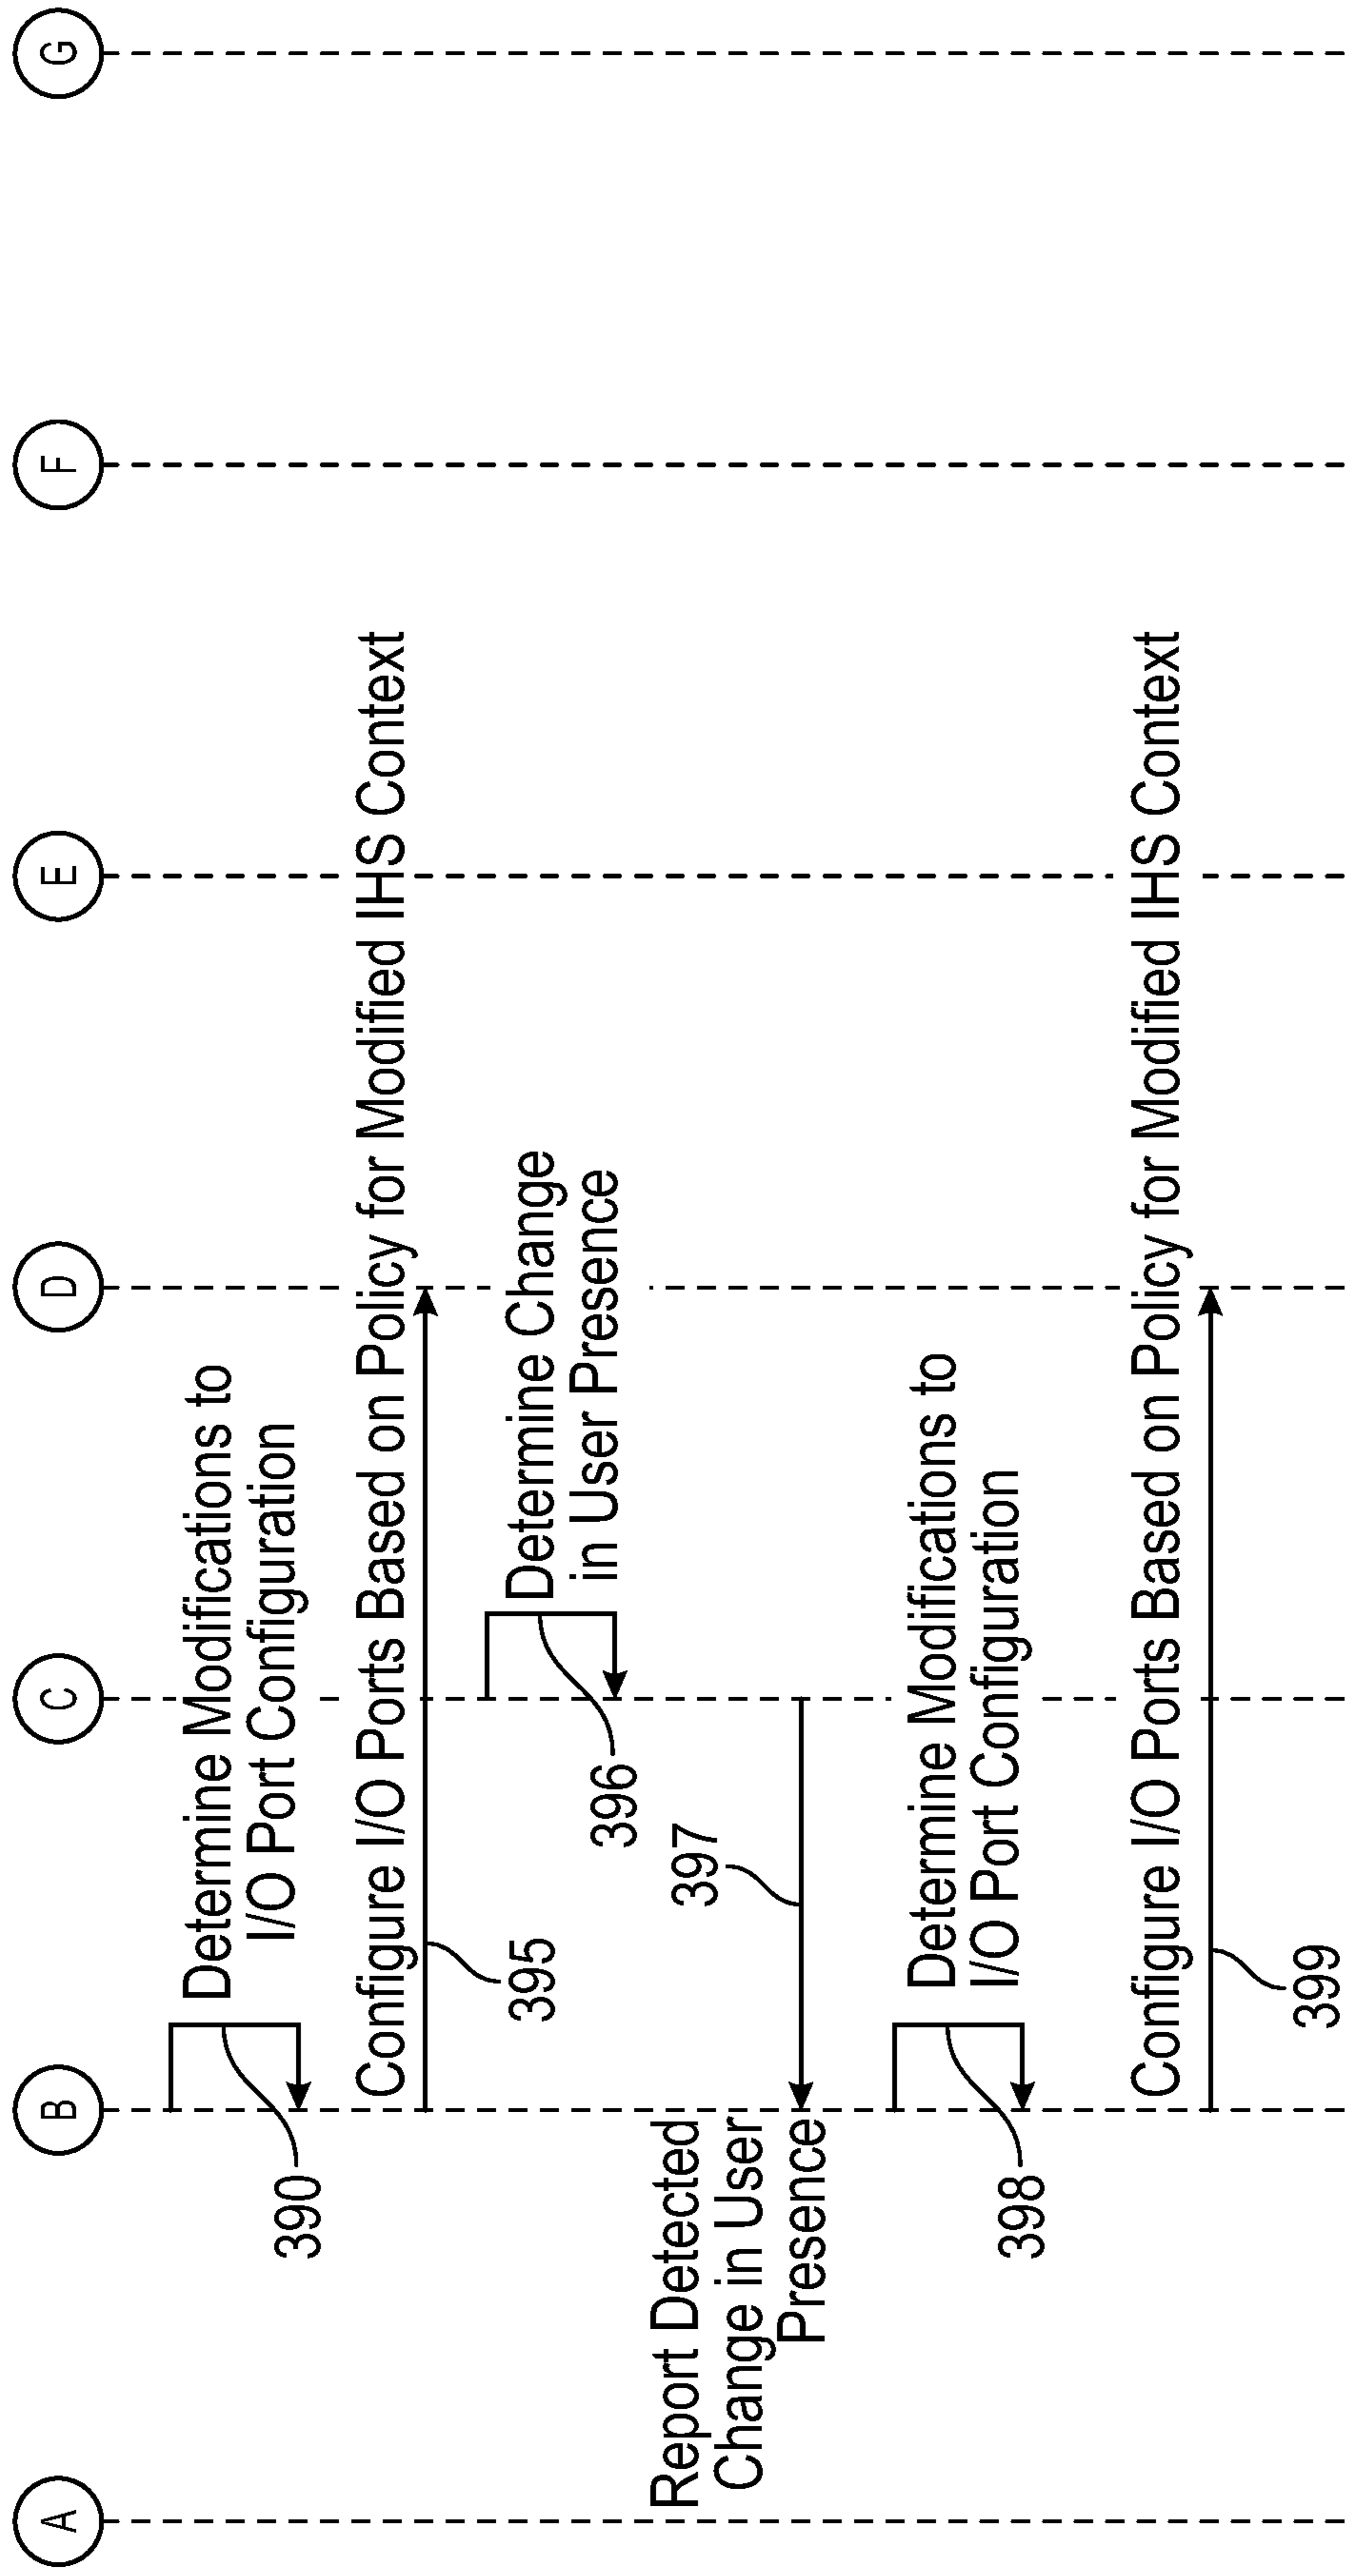 A
B
C
D
E
F
G
Determine Modifications to
I/O Port Configuration
390
Configure I/O Ports Based on Policy for Modified IHS Context
395
Determine Change
in User Presence
396
Report Detected
Change in User
Presence
397
Determine Modifications to
I/O Port Configuration
398
Configure I/O Ports Based on Policy for Modified IHS Context
399